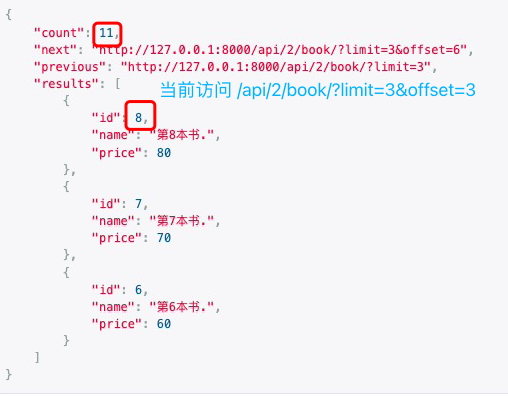 {
"count": 11,
"next": "http://127.0.0.1:8000/api/2/book/?limit=3&offset=6",
"previous": "http://127.0.0.1:8000/api/2/book/?limit=3",
"results": [
当前访问 /api/2/book/?limit=3&offset=3
{
"id": 8,
"name": "第8本书.",
"price": 80
},
{
"id": 7,
"name": "第7本书.",
"price": 70
},
{
"id": 6,
"name": "第6本书.",
"price": 60
}
]
}